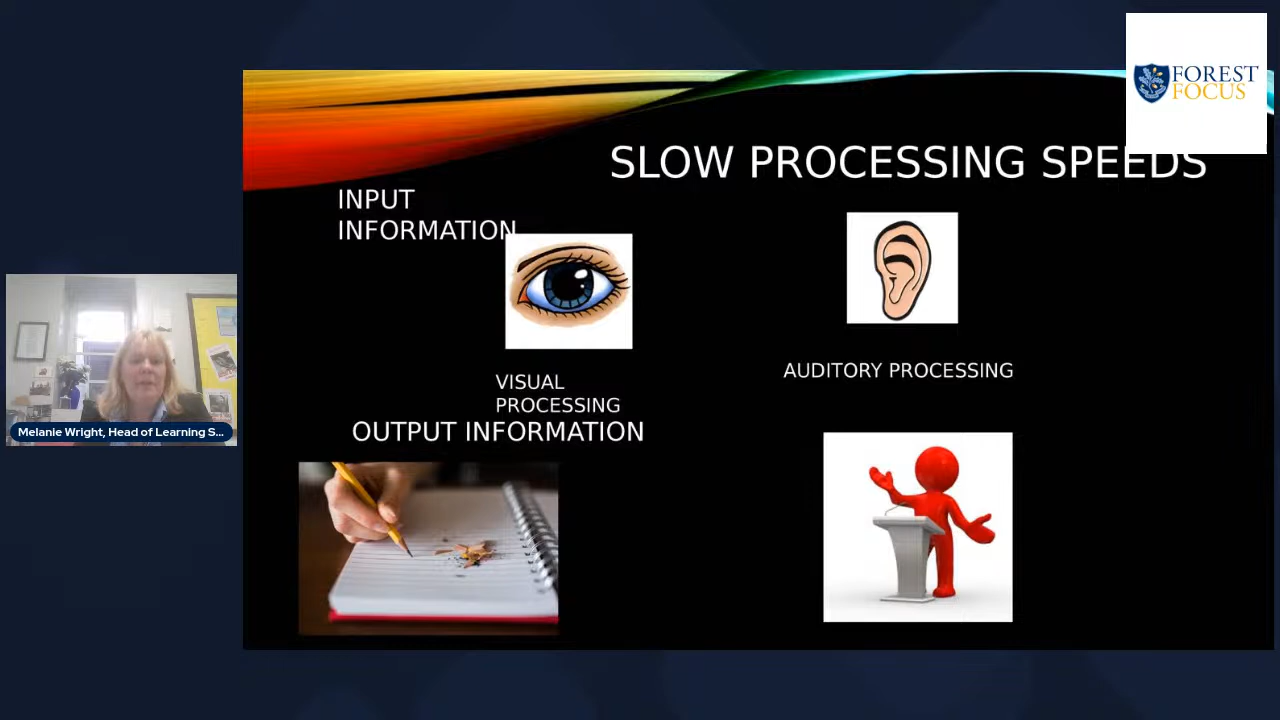 FOREST
FOCUS
SLOW PROCESSING SPEEDS
INPUT
INFORMATION
VISUAL
PROCESSING
AUDITORY PROCESSING
OUTPUT INFORMATION
Melanie Wright, Head of Learning S...